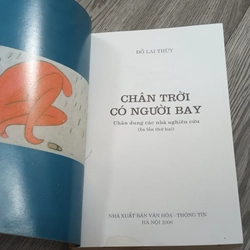 ĐỖ LAI THÚY
CHÂN TRỜI
CÓ NGƯỜI BAY
Chân dung các nhà nghiên cứu
(In lần thứ hai)
NHÀ XUẤT BẢN VĂN HÓA - THÔNG TIN
HÀ NỘI 2006